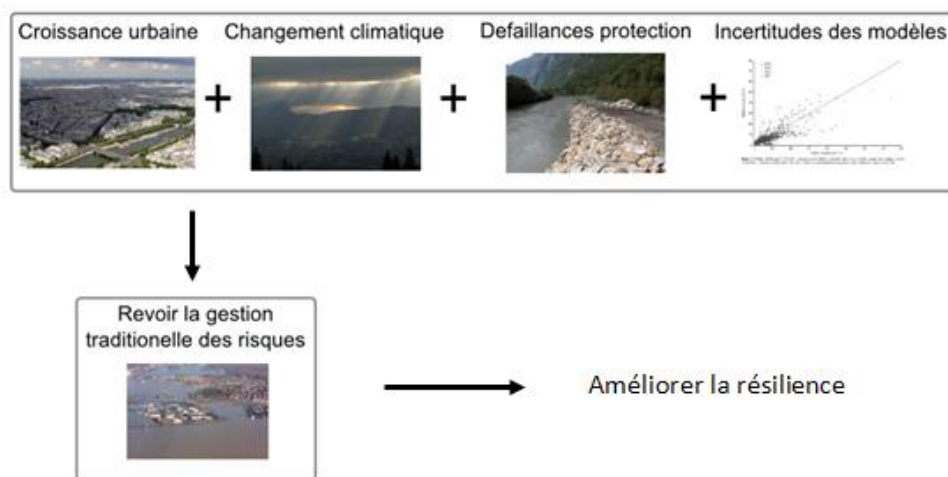 Croissance urbaine
Changement climatique
Defaillances protection
Incertitudes des modèles
+
+
+
Revoir la gestion
traditionelle des risques
Améliorer la résilience